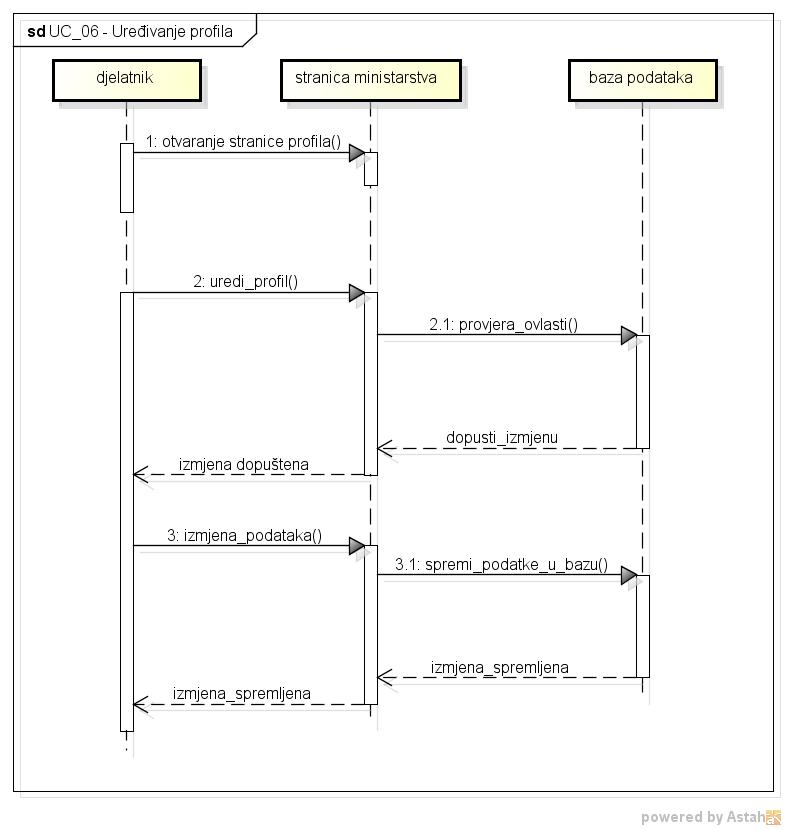 sd UC_06 - Uređivanje profila
djelatnik
stranica ministarstva
baza podataka
1: otvaranje stranice profila()
2: uredi_profil()
2.1: provjera_ovlasti()
dopusti_izmjenu
izmjena dopuštena
3: izmjena_podataka()
3.1: spremi_podatke_u_bazu()
izmjena_spremljena
izmjena_spremljena
powered by Astah